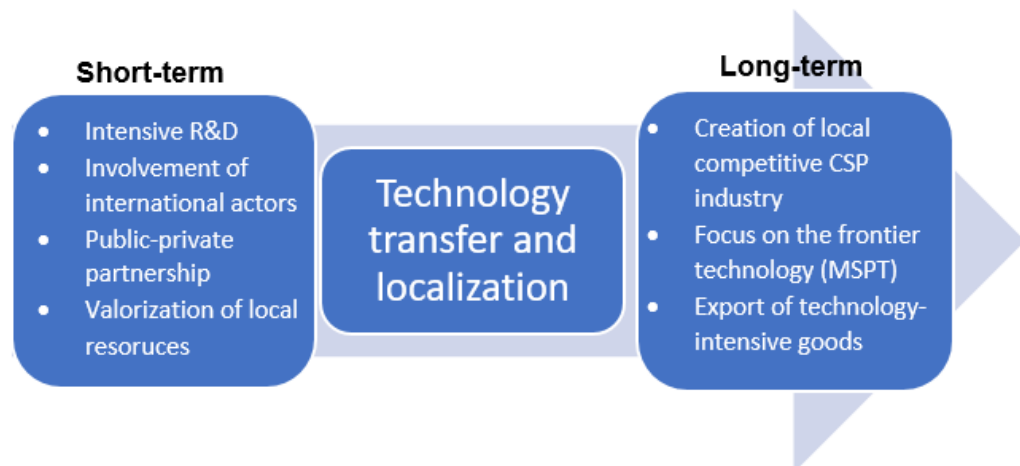 Short-term
• Intensive R&D
• Involvement of
international actors
• Public-private
partnership
• Valorization of local
resoruces
Technology
transfer and
localization
Long-term
• Creation of local
competitive CSP
industry
• Focus on the frontier
technology (MSPT)
• Export of technology-
intensive goods